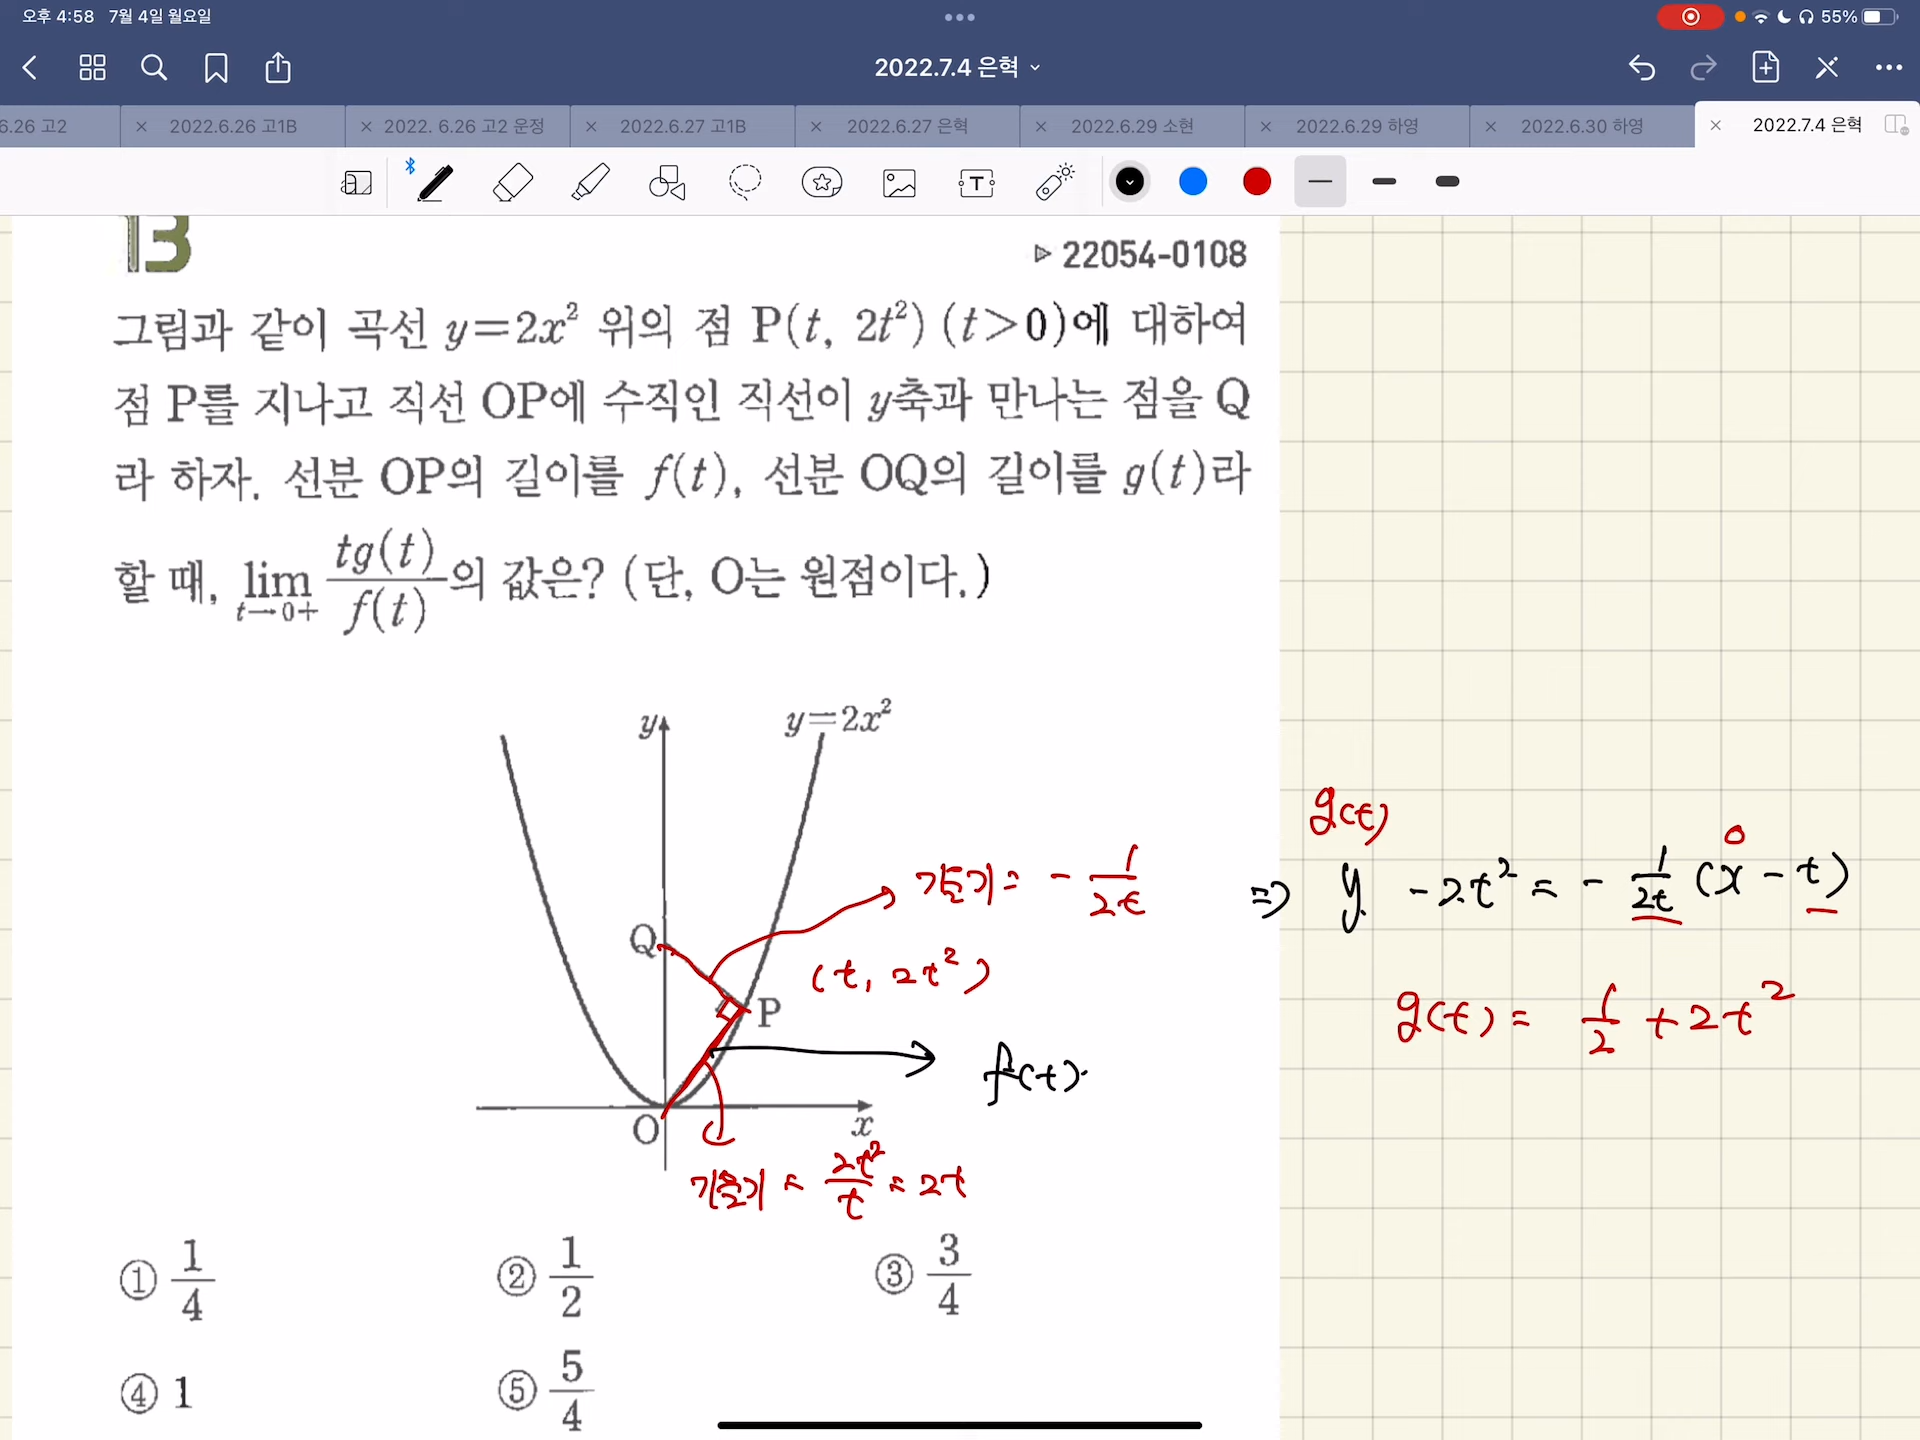 오후 4:58 7월 4일 월요일
55%
2022.7.4 은혁
6.26 고2
2022.6.26 고1B
2022. 6.26 고2 운정
2022.6.27 고1B
2022.6.27 은혁
2022.6.29 소현
2022.6.29 하영
2022.6.30 하영
2022.7.4 은혁
13
22054-0108
그림과 같이 곡선 y=2x² 위의 점 P(t, 2t²) (t>0)에 대하여
점 P를 지나고 직선 OP에 수직인 직선이 y축과 만나는 점을 Q
라 하자. 선분 OP의 길이를 f(t), 선분 OQ의 길이를 g(t)라
할 때, lim t→0+ tg(t)/f(t)의 값은? (단, O는 원점이다.)
y
y=2x²
Q
P
O
x
기울기 = - 1/2t
(t, 2t²)
f(t)
기울기 = 2t²/t = 2t
g(t)
0
⇒ y - 2t² = - 1/2t (x - t)
g(t) = 1/2 + 2t²
① 1/4
② 1/2
③ 3/4
④ 1
⑤ 5/4